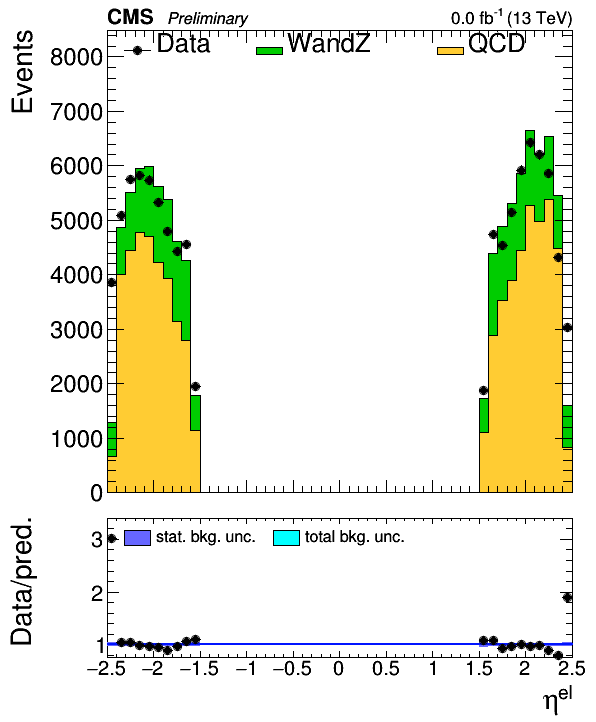 CMS Preliminary 0.0 fb⁻¹ (13 TeV)
Data WandZ QCD
Events
8000
7000
6000
5000
4000
3000
2000
1000
0
Data/pred.
stat. bkg. unc. total bkg. unc.
3
2
1
−2.5 −2 −1.5 −1 −0.5 0 0.5 1 1.5 2 2.5
η^el